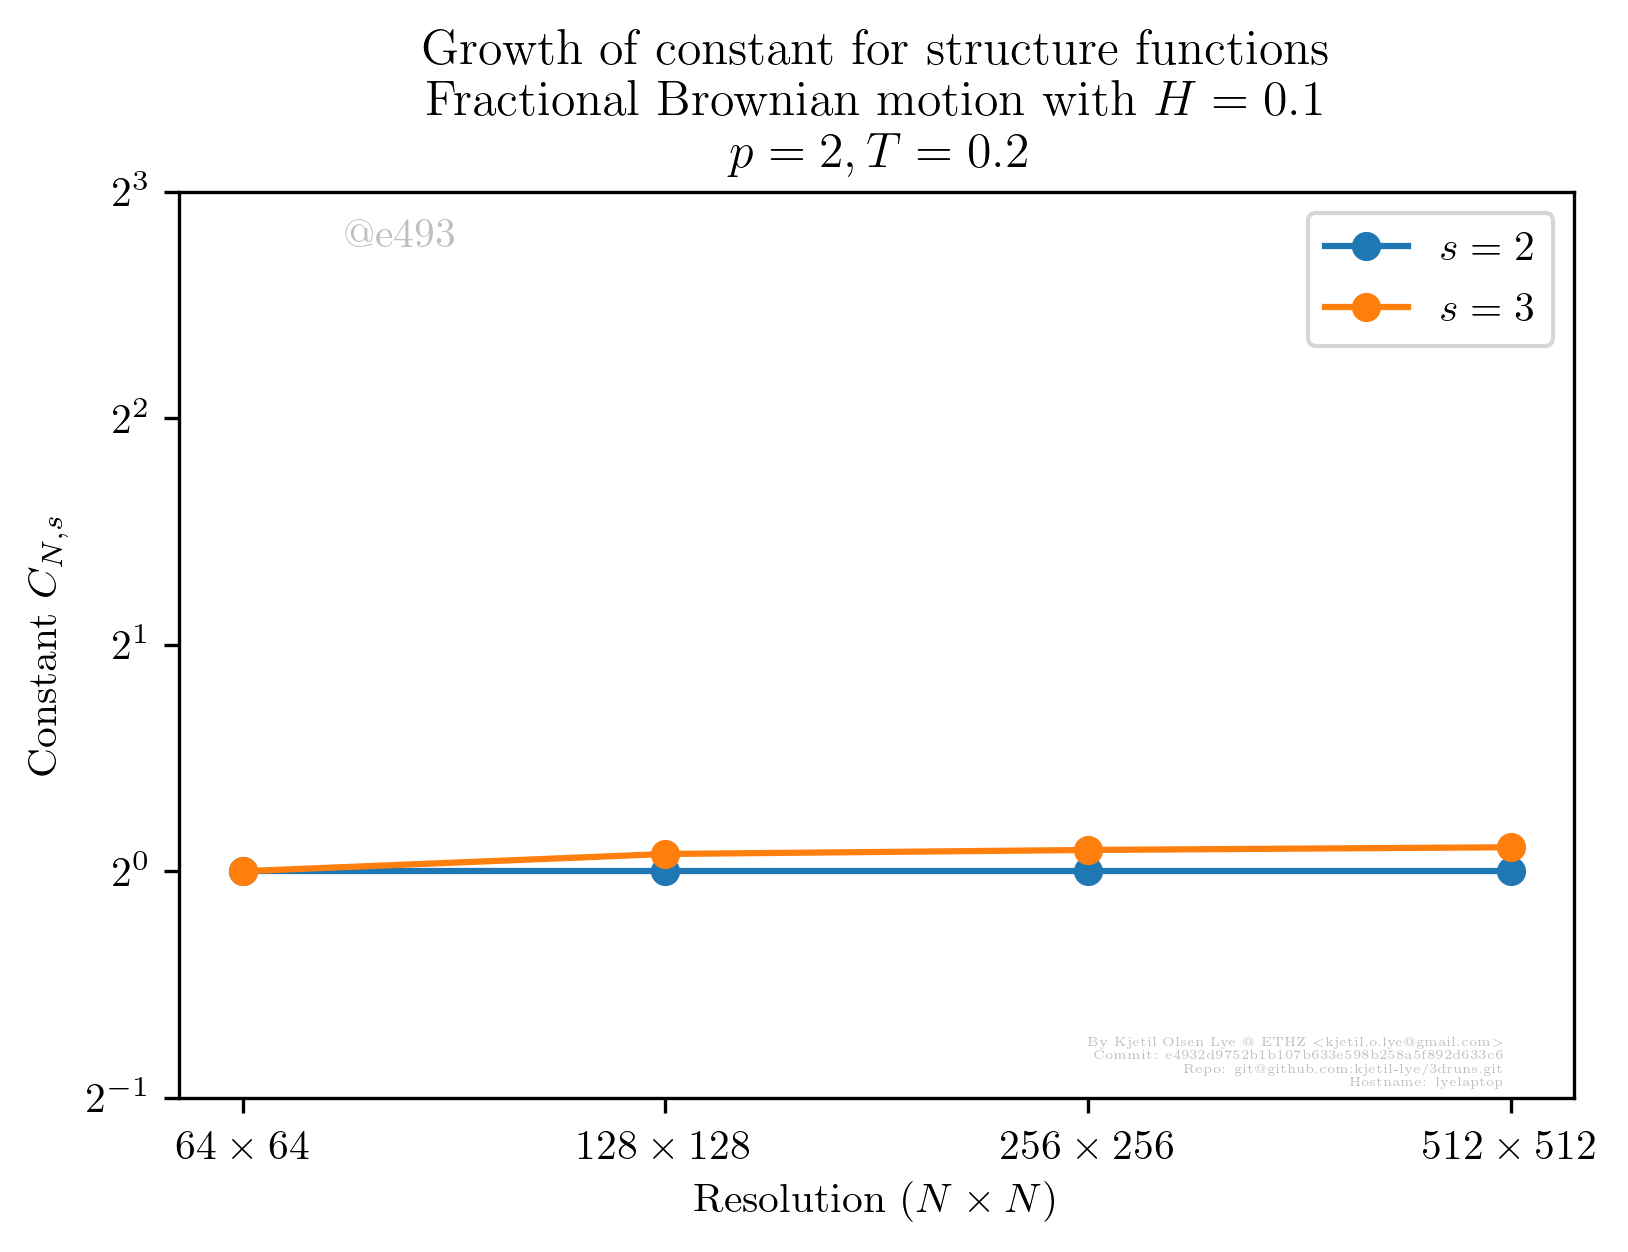 Growth of constant for structure functions
Fractional Brownian motion with H = 0.1
p = 2, T = 0.2
@e493
s = 2
s = 3
2^3
2^2
2^1
2^0
2^{-1}
Constant C_{N,s}
64 × 64
128 × 128
256 × 256
512 × 512
Resolution (N × N)
By Kjetil Olsen Lye @ ETHZ <kjetil.o.lye@gmail.com>
Commit: e4932d9752b1b107b633e598b258a5f892d633c6
Repo: git@github.com:kjetil-lye/3druns.git
Hostname: lyelaptop